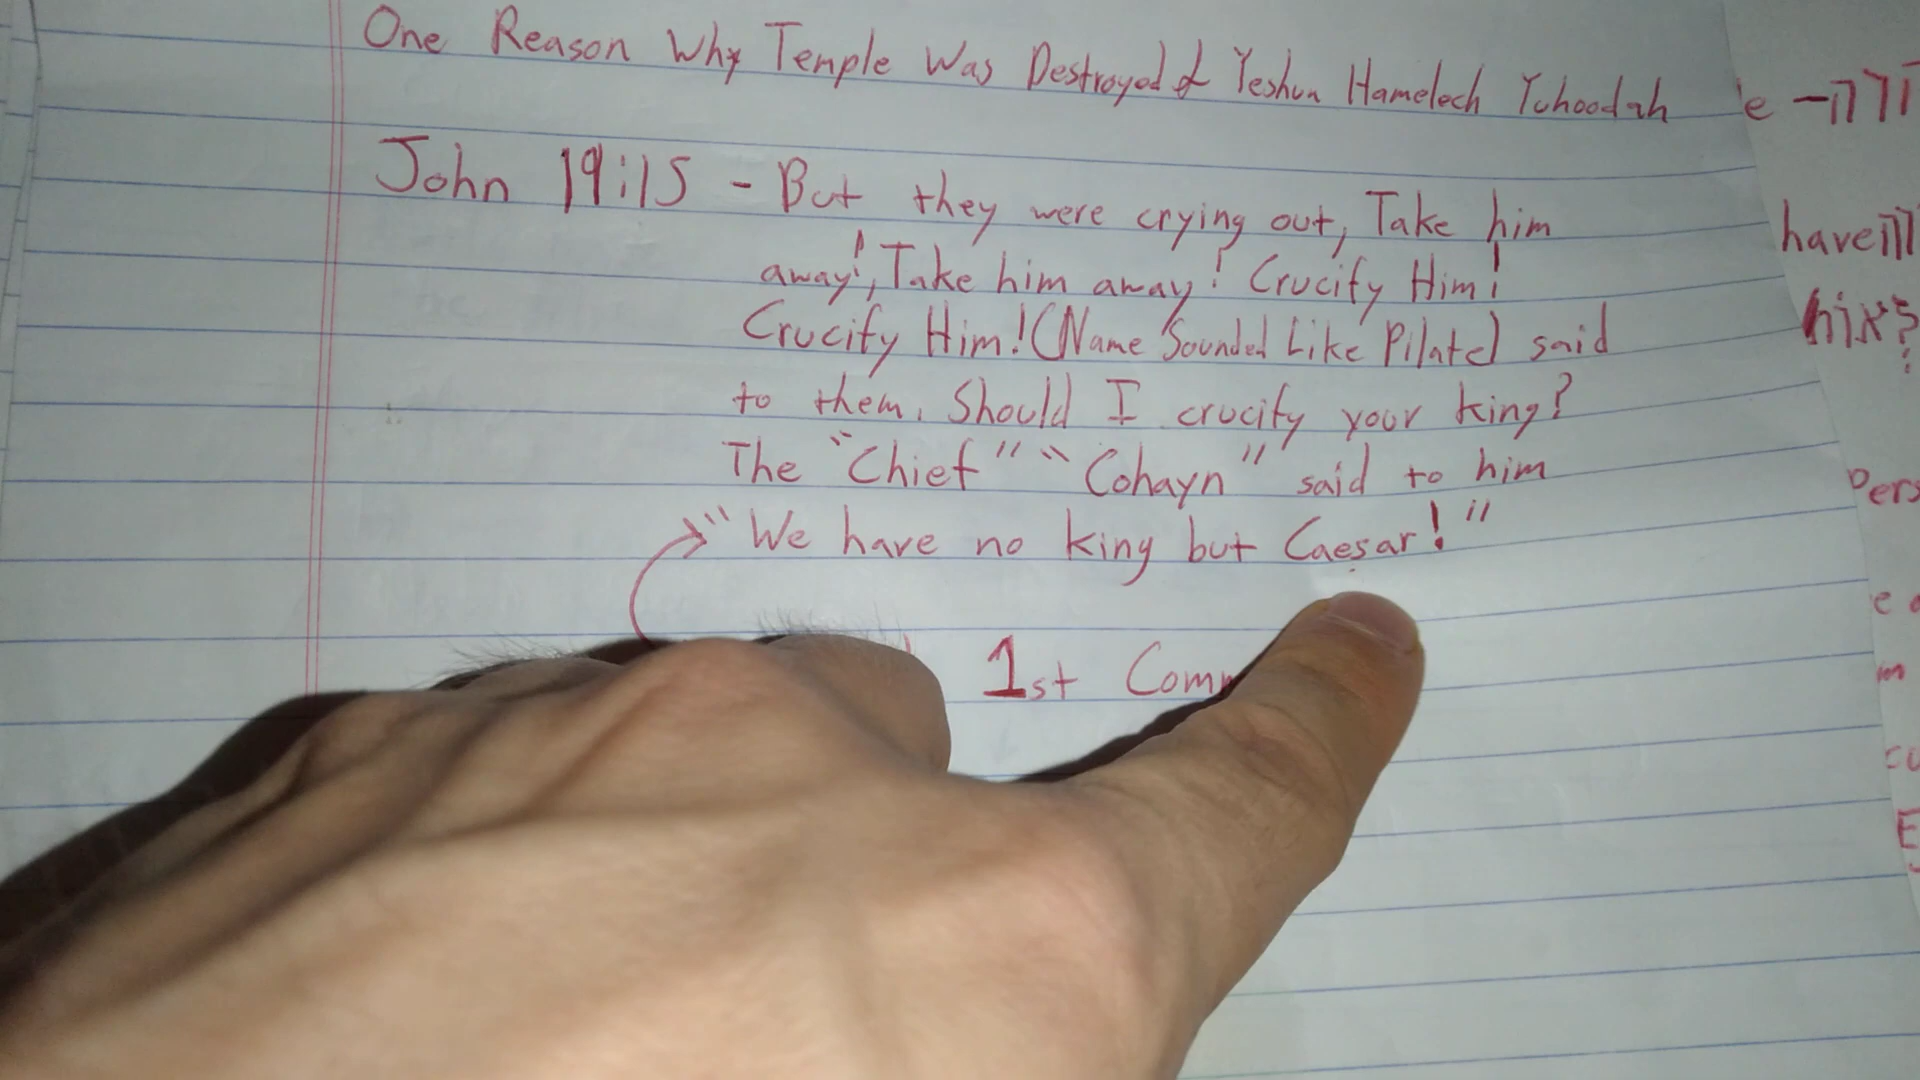 One Reason Why Temple Was Destroyed & Yeshua Hamelech Yehoodah
John 19:15 - But they were crying out, Take him
away!, Take him away! Crucify Him!
Crucify Him! (Name Sounded Like Pilate) said
to them. Should I crucify your king?
The "Chief" "Cohayn" said to him
"We have no king but Caesar!"
1st
have